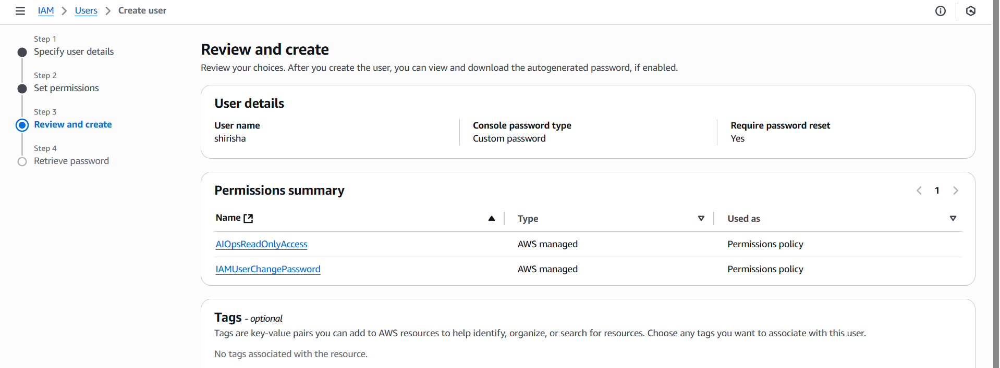 IAM > Users > Create user
Step 1
Specify user details
Step 2
Set permissions
Step 3
Review and create
Step 4
Retrieve password
Review and create
Review your choices. After you create the user, you can view and download the autogenerated password, if enabled.
User details
User name Console password type Require password reset
shirisha Custom password Yes
Permissions summary 1
Name Type Used as
AIOpsReadOnlyAccess AWS managed Permissions policy
IAMUserChangePassword AWS managed Permissions policy
Tags - optional
Tags are key-value pairs you can add to AWS resources to help identify, organize, or search for resources. Choose any tags you want to associate with this user.
No tags associated with the resource.